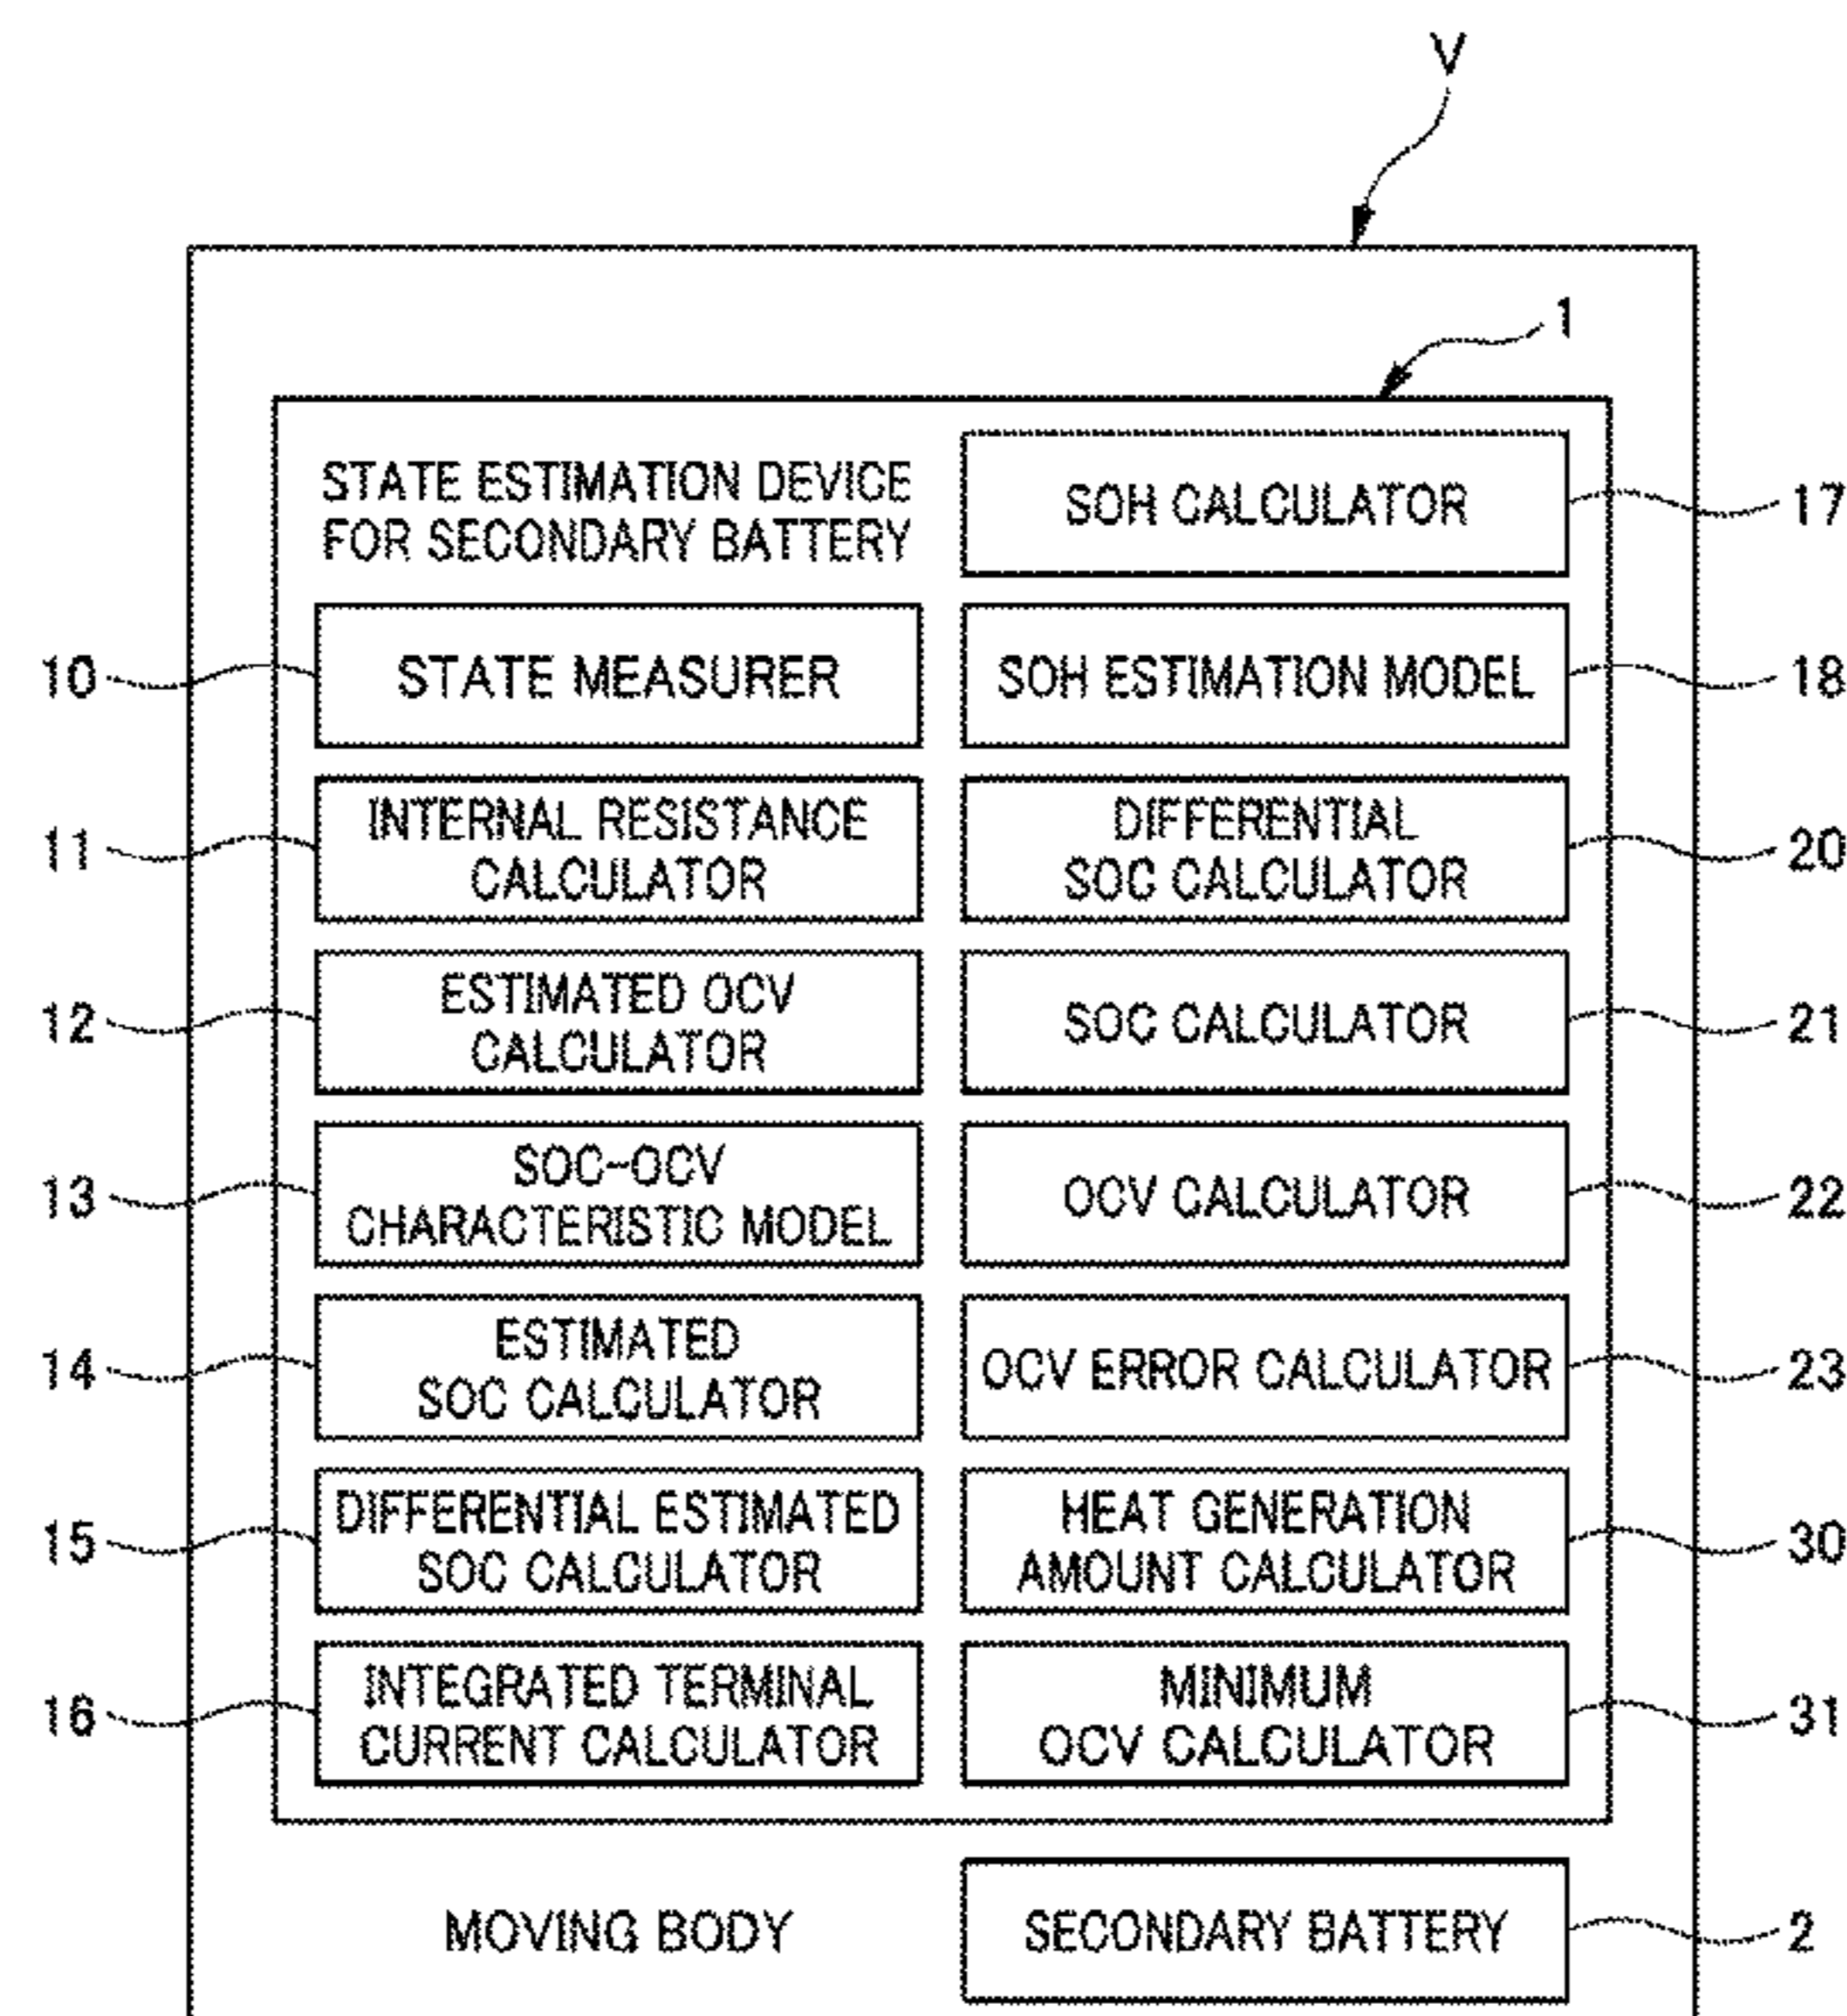 V
1
STATE ESTIMATION DEVICE
FOR SECONDARY BATTERY
SOH CALCULATOR
17
10
STATE MEASURER
SOH ESTIMATION MODEL
18
11
INTERNAL RESISTANCE
CALCULATOR
DIFFERENTIAL
SOC CALCULATOR
20
12
ESTIMATED OCV
CALCULATOR
SOC CALCULATOR
21
13
SOC-OCV
CHARACTERISTIC MODEL
OCV CALCULATOR
22
14
ESTIMATED
SOC CALCULATOR
OCV ERROR CALCULATOR
23
15
DIFFERENTIAL ESTIMATED
SOC CALCULATOR
HEAT GENERATION
AMOUNT CALCULATOR
30
16
INTEGRATED TERMINAL
CURRENT CALCULATOR
MINIMUM
OCV CALCULATOR
31
MOVING BODY
SECONDARY BATTERY
2